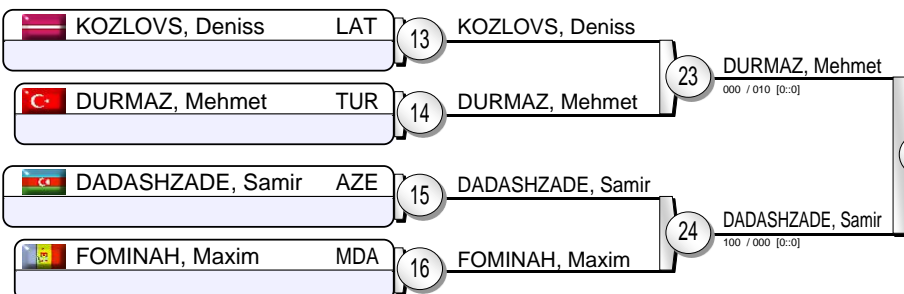 KOZLOVS, Deniss LAT 13 KOZLOVS, Deniss
23 DURMAZ, Mehmet
000 / 010 [0::0]
DURMAZ, Mehmet TUR 14 DURMAZ, Mehmet
DADASHZADE, Samir AZE 15 DADASHZADE, Samir
24 DADASHZADE, Samir
100 / 000 [0::0]
FOMINAH, Maxim MDA 16 FOMINAH, Maxim